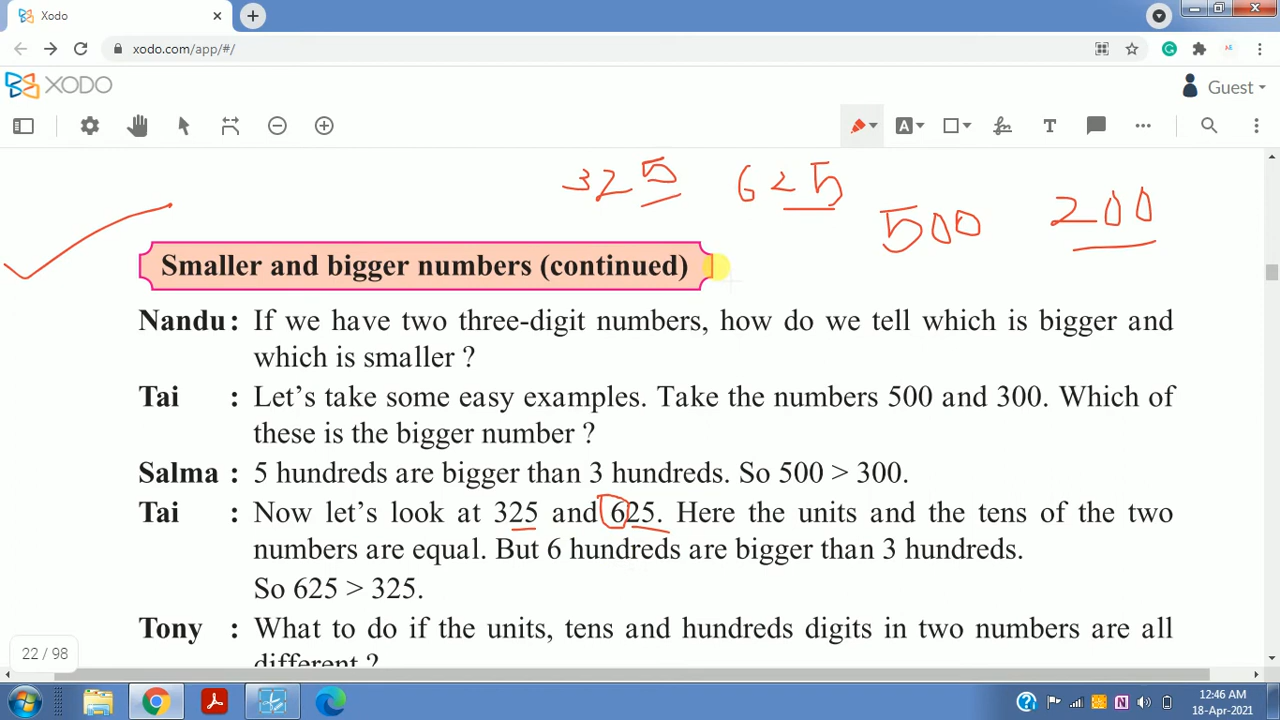 Xodo
xodo.com/app/#/
XODO
Guest
A
T
325 625 500 200
Smaller and bigger numbers (continued)
Nandu : If we have two three-digit numbers, how do we tell which is bigger and
which is smaller ?
Tai : Let's take some easy examples. Take the numbers 500 and 300. Which of
these is the bigger number ?
Salma : 5 hundreds are bigger than 3 hundreds. So 500 > 300.
Tai : Now let's look at 325 and 625. Here the units and the tens of the two
numbers are equal. But 6 hundreds are bigger than 3 hundreds.
So 625 > 325.
Tony : What to do if the units, tens and hundreds digits in two numbers are all
different ?
22 / 98
12:46 AM
18-Apr-2021